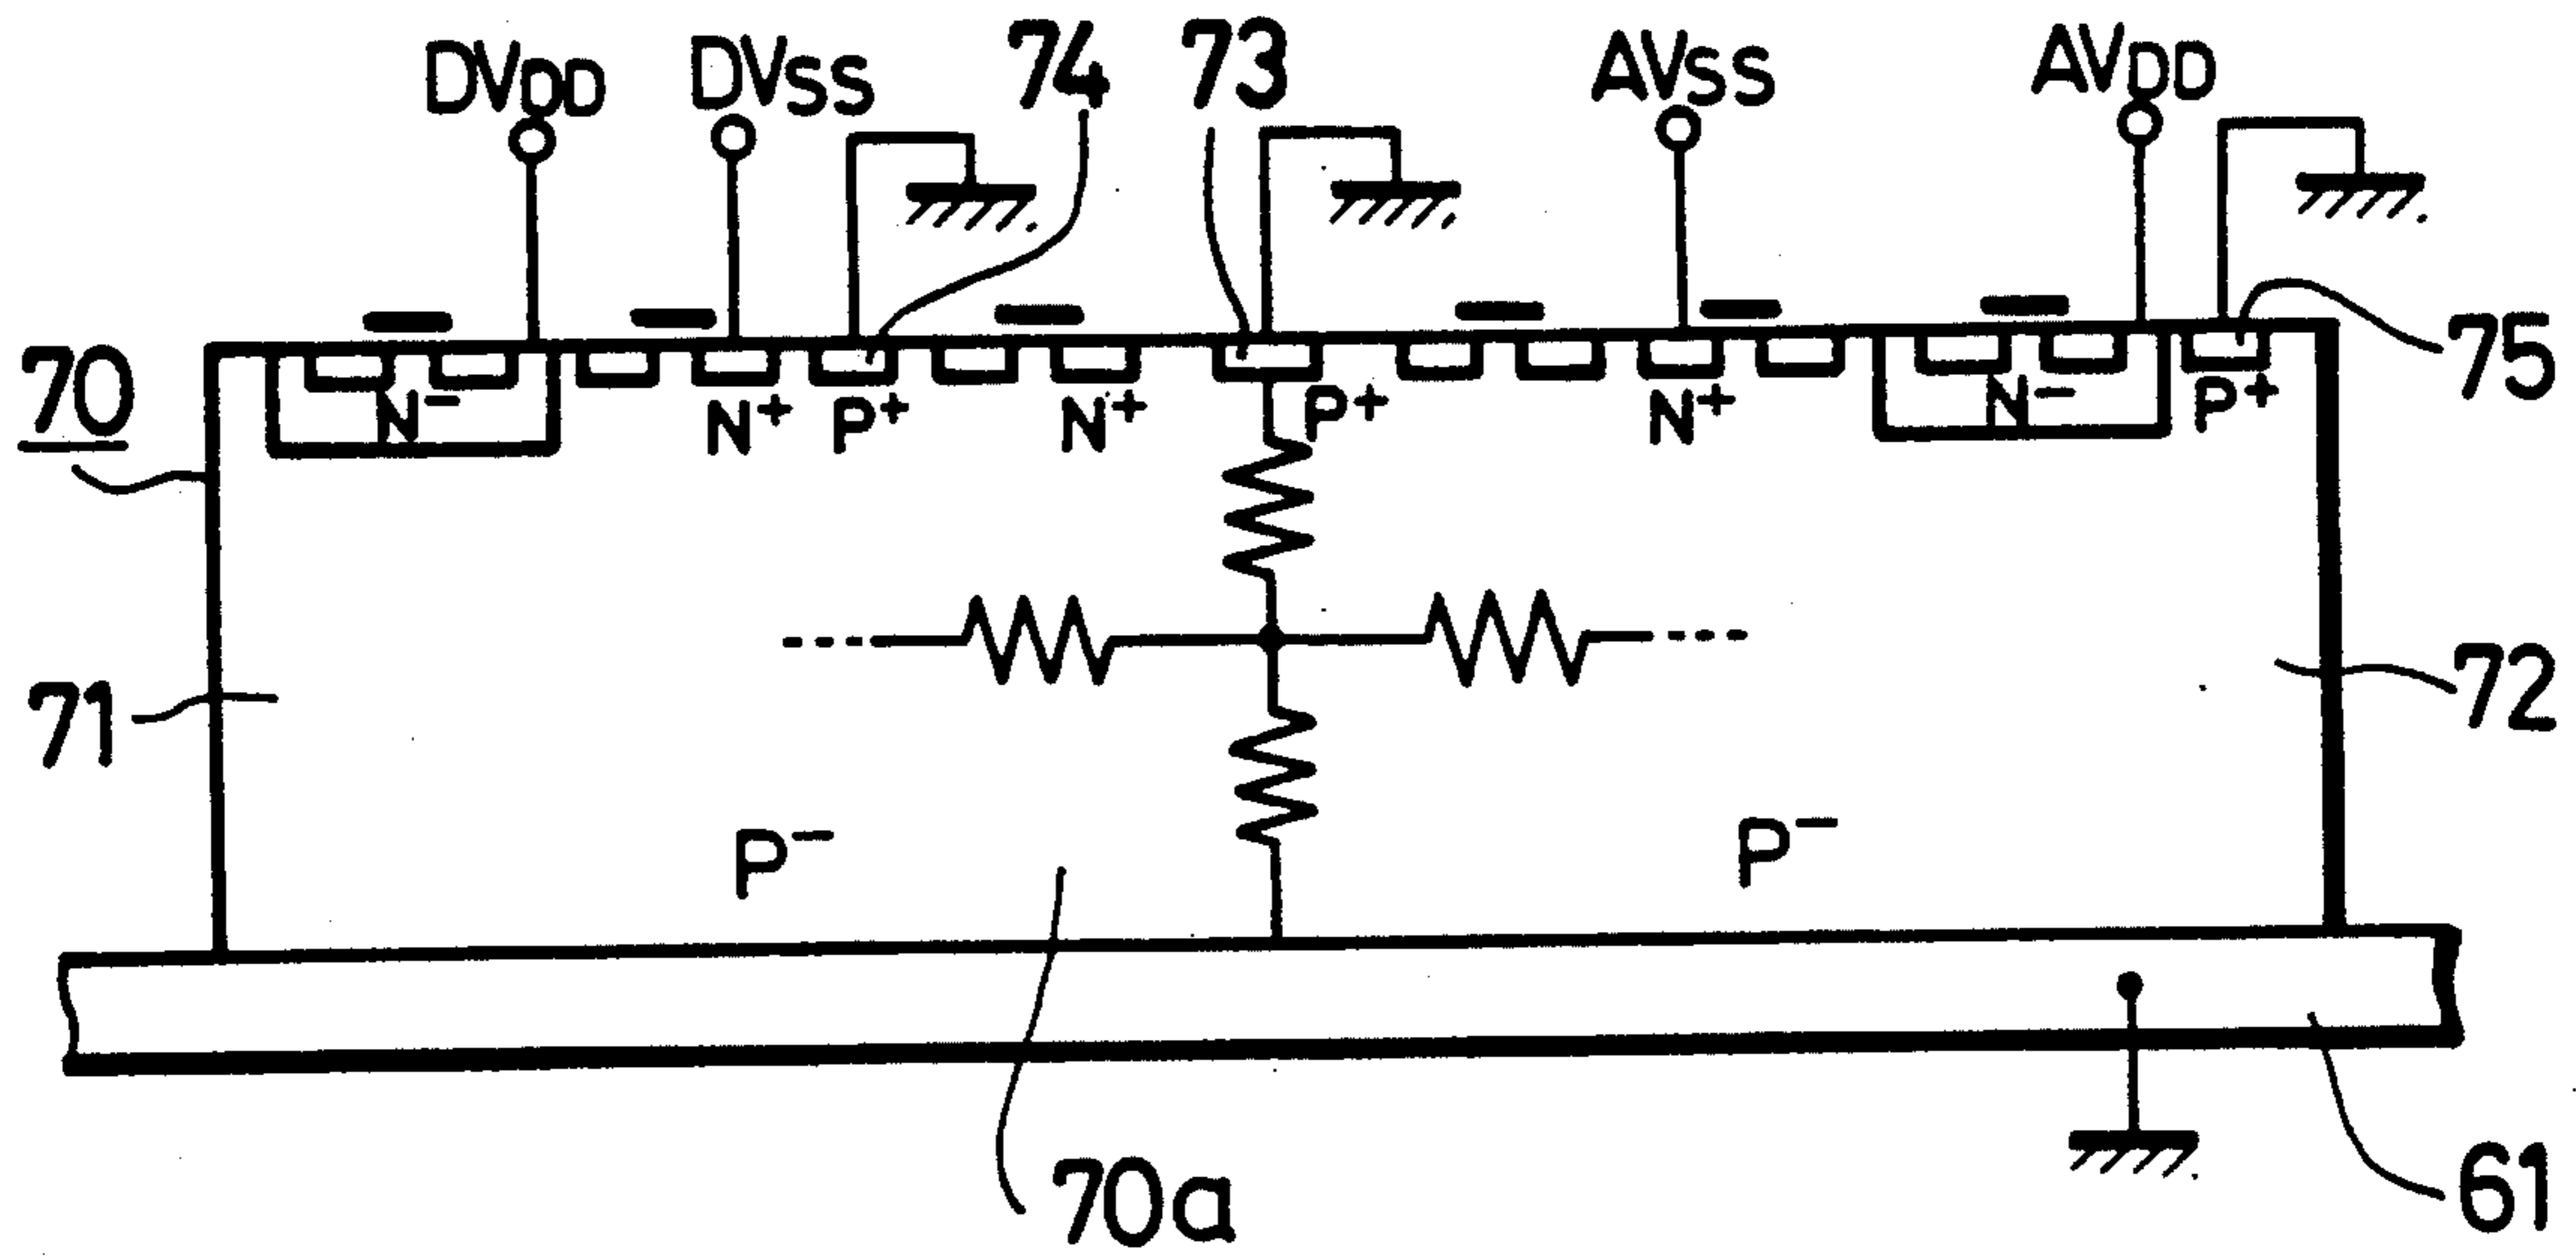 DVDD DVSS 74 73 AVSS AVDD
70 75
N⁻ N⁺ P⁺ N⁺ P⁺ N⁺ N⁻ P⁺
71 72
P⁻ P⁻
70a 61